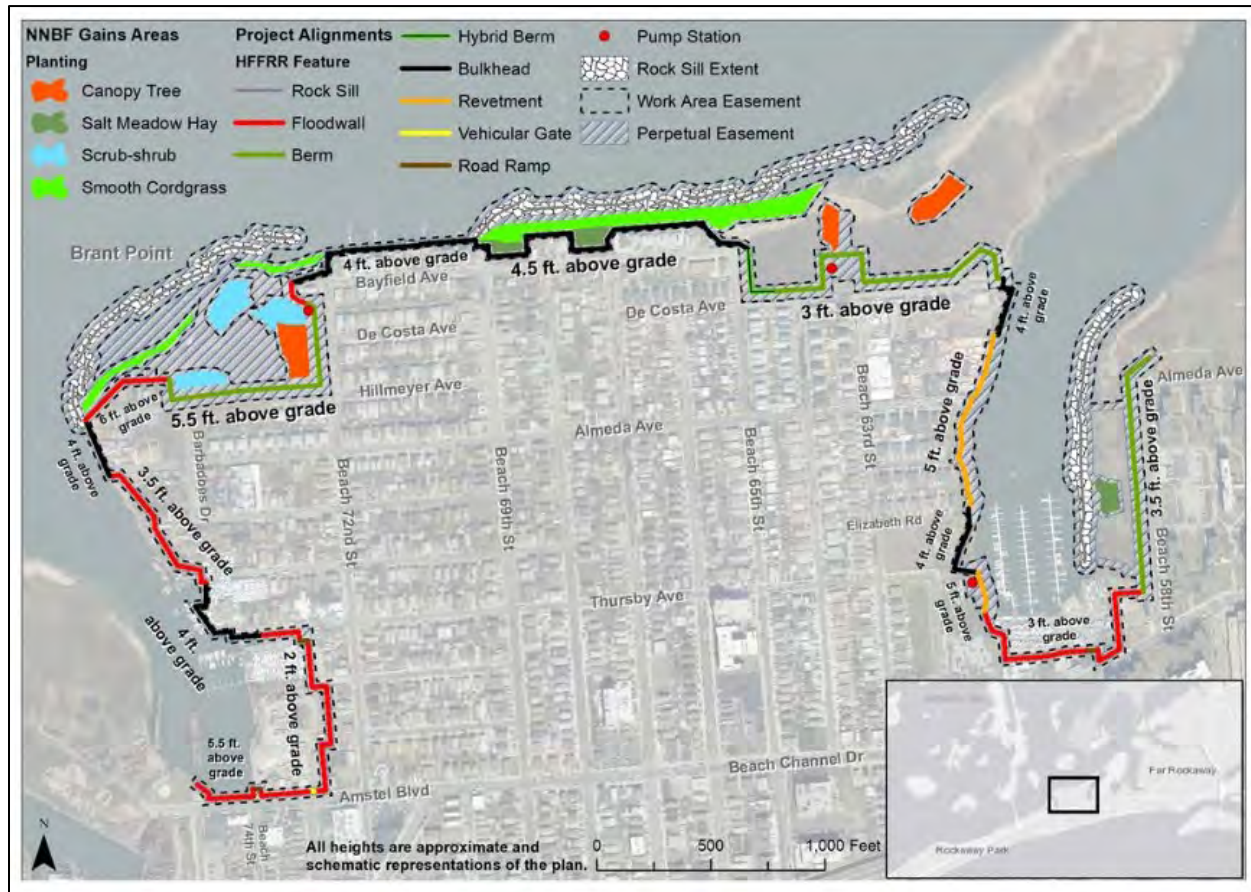 NNBF Gains Areas
Planting
Canopy Tree
Salt Meadow Hay
Scrub-shrub
Smooth Cordgrass
Project Alignments
HFFRR Feature
Rock Sill
Floodwall
Berm
Hybrid Berm
Bulkhead
Revetment
Vehicular Gate
Road Ramp
Pump Station
Rock Sill Extent
Work Area Easement
Perpetual Easement
Brant Point
4 ft. above grade
Bayfield Ave
4.5 ft. above grade
De Costa Ave
De Costa Ave
3 ft. above grade
4 ft. above
grade
Hillmeyer Ave
6 ft. above
grade
5.5 ft. above grade
4 ft. above grade
Barbadoes Dr
3.5 ft. above grade
Beach 72nd St
Beach 69th St
Almeda Ave
Beach 65th St
Beach 63rd St
5 ft. above grade
Almeda Ave
3.5 ft. above grade
Elizabeth Rd
4 ft. above
grade
Beach 58th St
Thursby Ave
5 ft. above
grade
3 ft. above
grade
4 ft.
above grade
2 ft. above grade
5.5 ft.
above
grade
Beach Channel Dr
Amstel Blvd
Beach
74th St
N
All heights are approximate and
schematic representations of the plan.
0 500 1,000 Feet
Far Rockaway
Rockaway Park